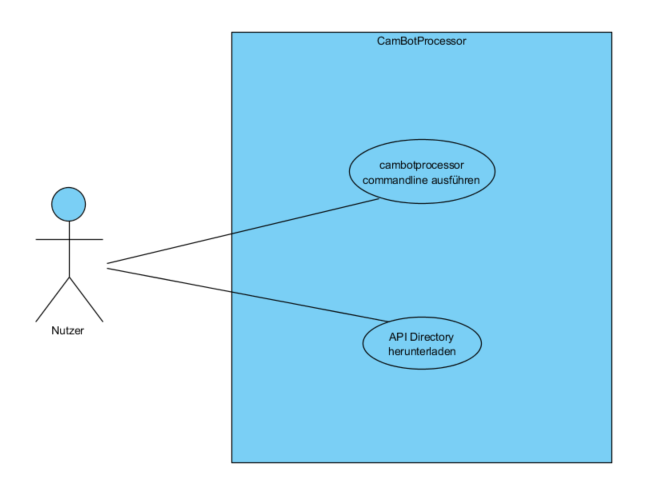 CamBotProcessor
cambotprocessor
commandline ausführen
API Directory
herunterladen
Nutzer